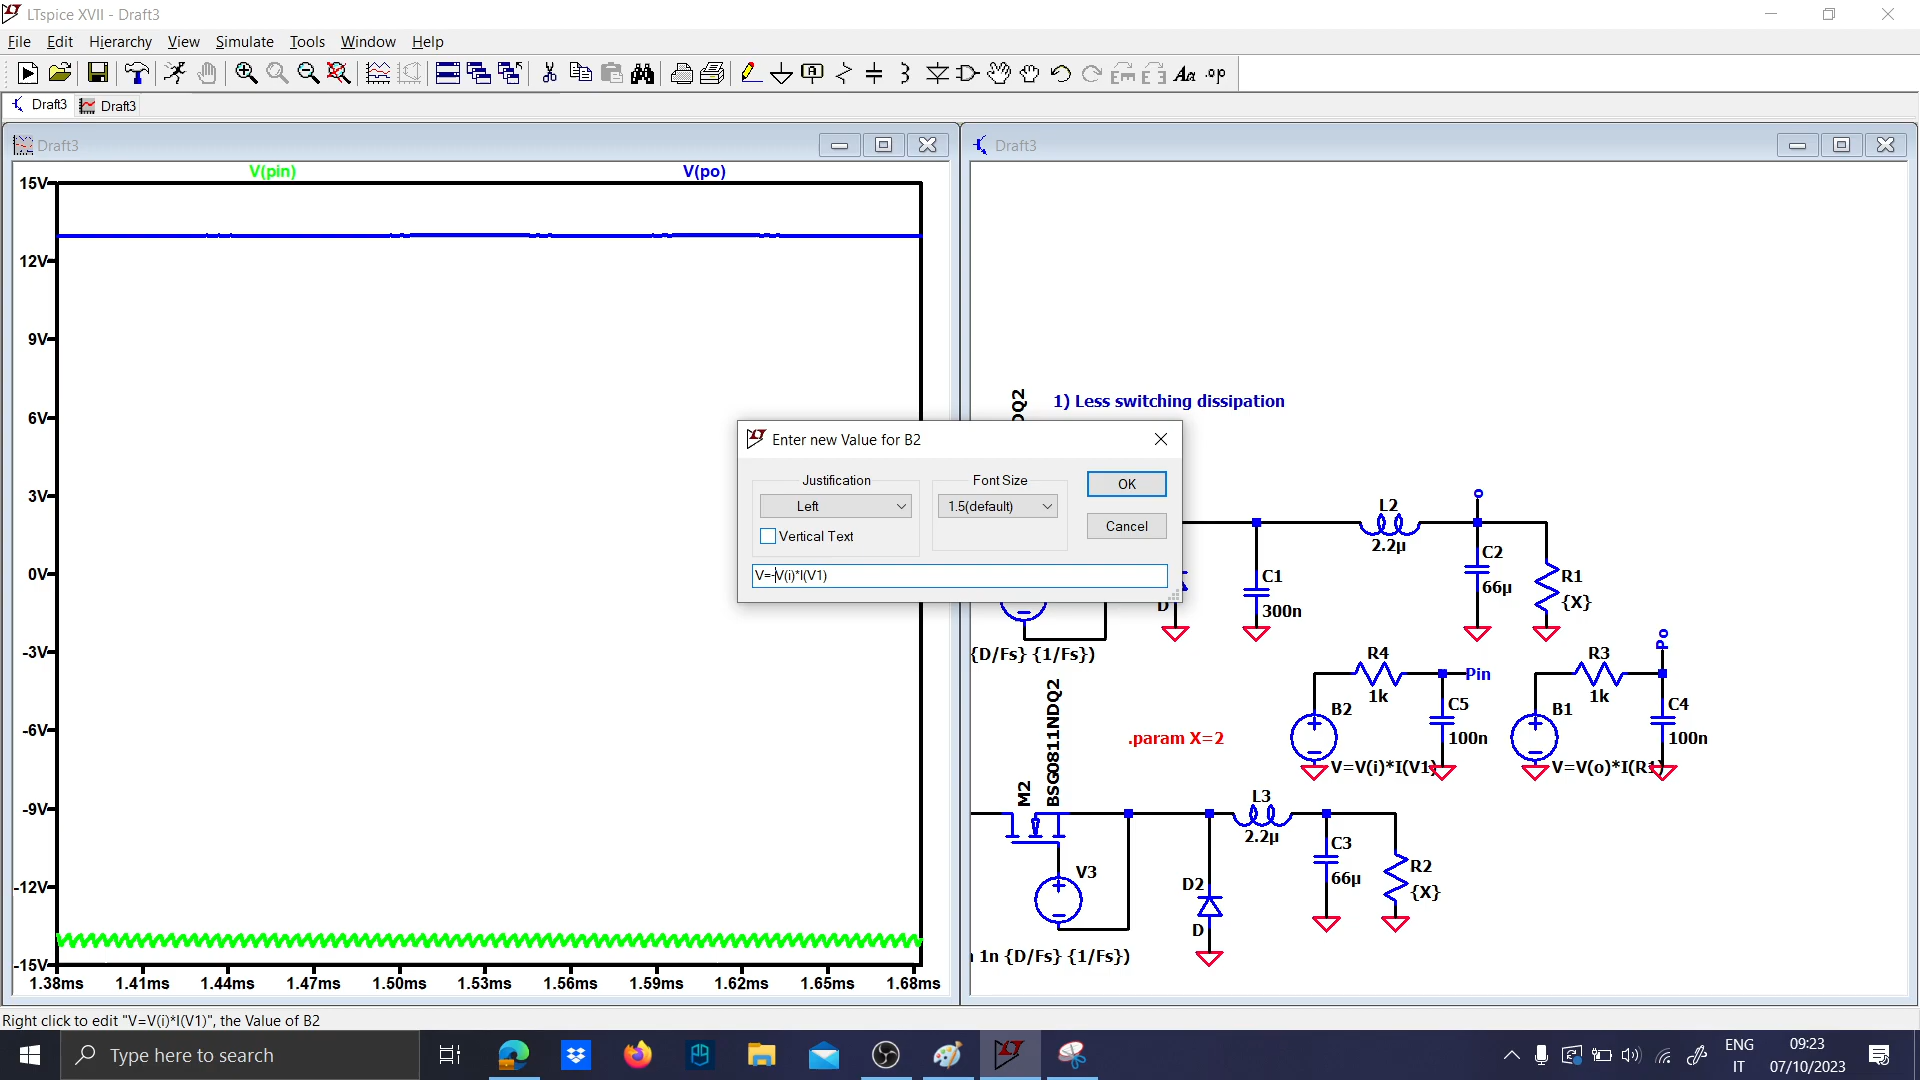 LTspice XVII - Draft3
File Edit Hierarchy View Simulate Tools Window Help
Aa .op
Draft3 Draft3
Draft3
V(pin) V(po)
15V
12V
9V
6V
3V
0V
-3V
-6V
-9V
-12V
-15V
1.38ms 1.41ms 1.44ms 1.47ms 1.50ms 1.53ms 1.56ms 1.59ms 1.62ms 1.65ms 1.68ms
Draft3
1) Less switching dissipation
DQ2
Enter new Value for B2
Justification
Left
Vertical Text
Font Size
1.5(default)
OK
Cancel
V=-V(i)*I(V1)
L2
2.2µ
o
C1
300n
C2
66µ
R1
{X}
D
{D/Fs} {1/Fs})
R4
1k
Pin
R3
1k
Po
B2
V=V(i)*I(V1)
C5
100n
B1
V=V(o)*I(R1)
C4
100n
.param X=2
M2
BSG0811NDQ2
V3
D2
D
L3
2.2µ
C3
66µ
R2
{X}
1n {D/Fs} {1/Fs})
Right click to edit "V=V(i)*I(V1)", the Value of B2
Type here to search
ENG
IT
09:23
07/10/2023